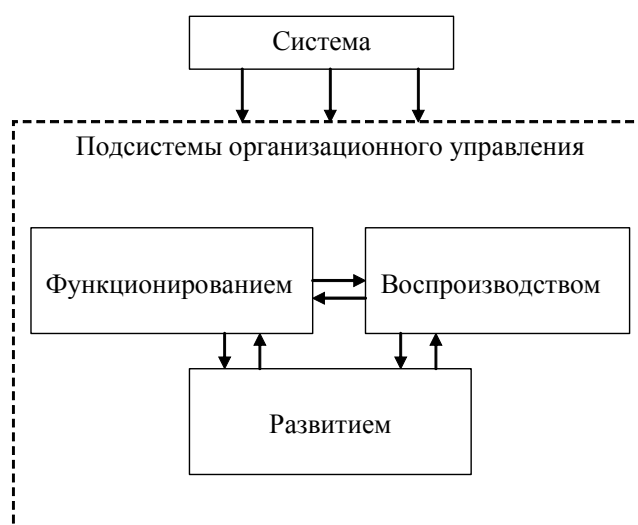 Система
Подсистемы организационного управления
Функционированием
Воспроизводством
Развитием